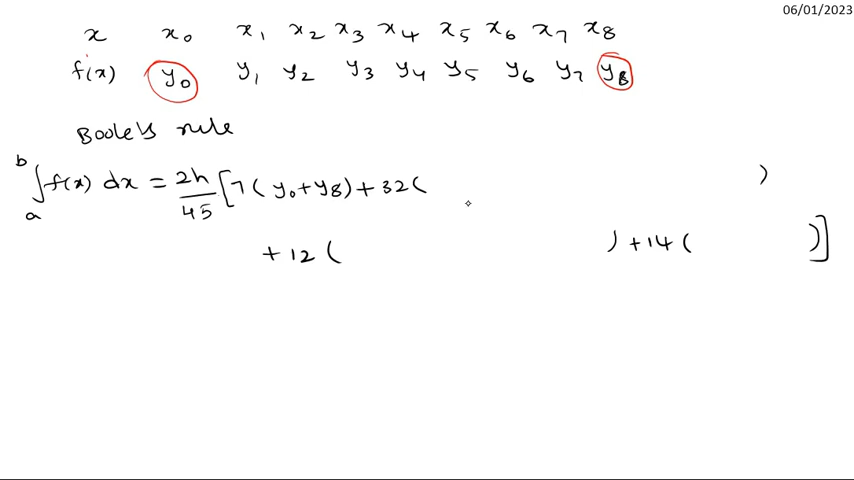 06/01/2023
x x₀ x₁ x₂ x₃ x₄ x₅ x₆ x₇ x₈
f(x) y₀ y₁ y₂ y₃ y₄ y₅ y₆ y₇ y₈
Boole's rule
∫ₐᵇ f(x) dx = 2h/45 [7(y₀+y₈)+32( )
+12( )+14( )]